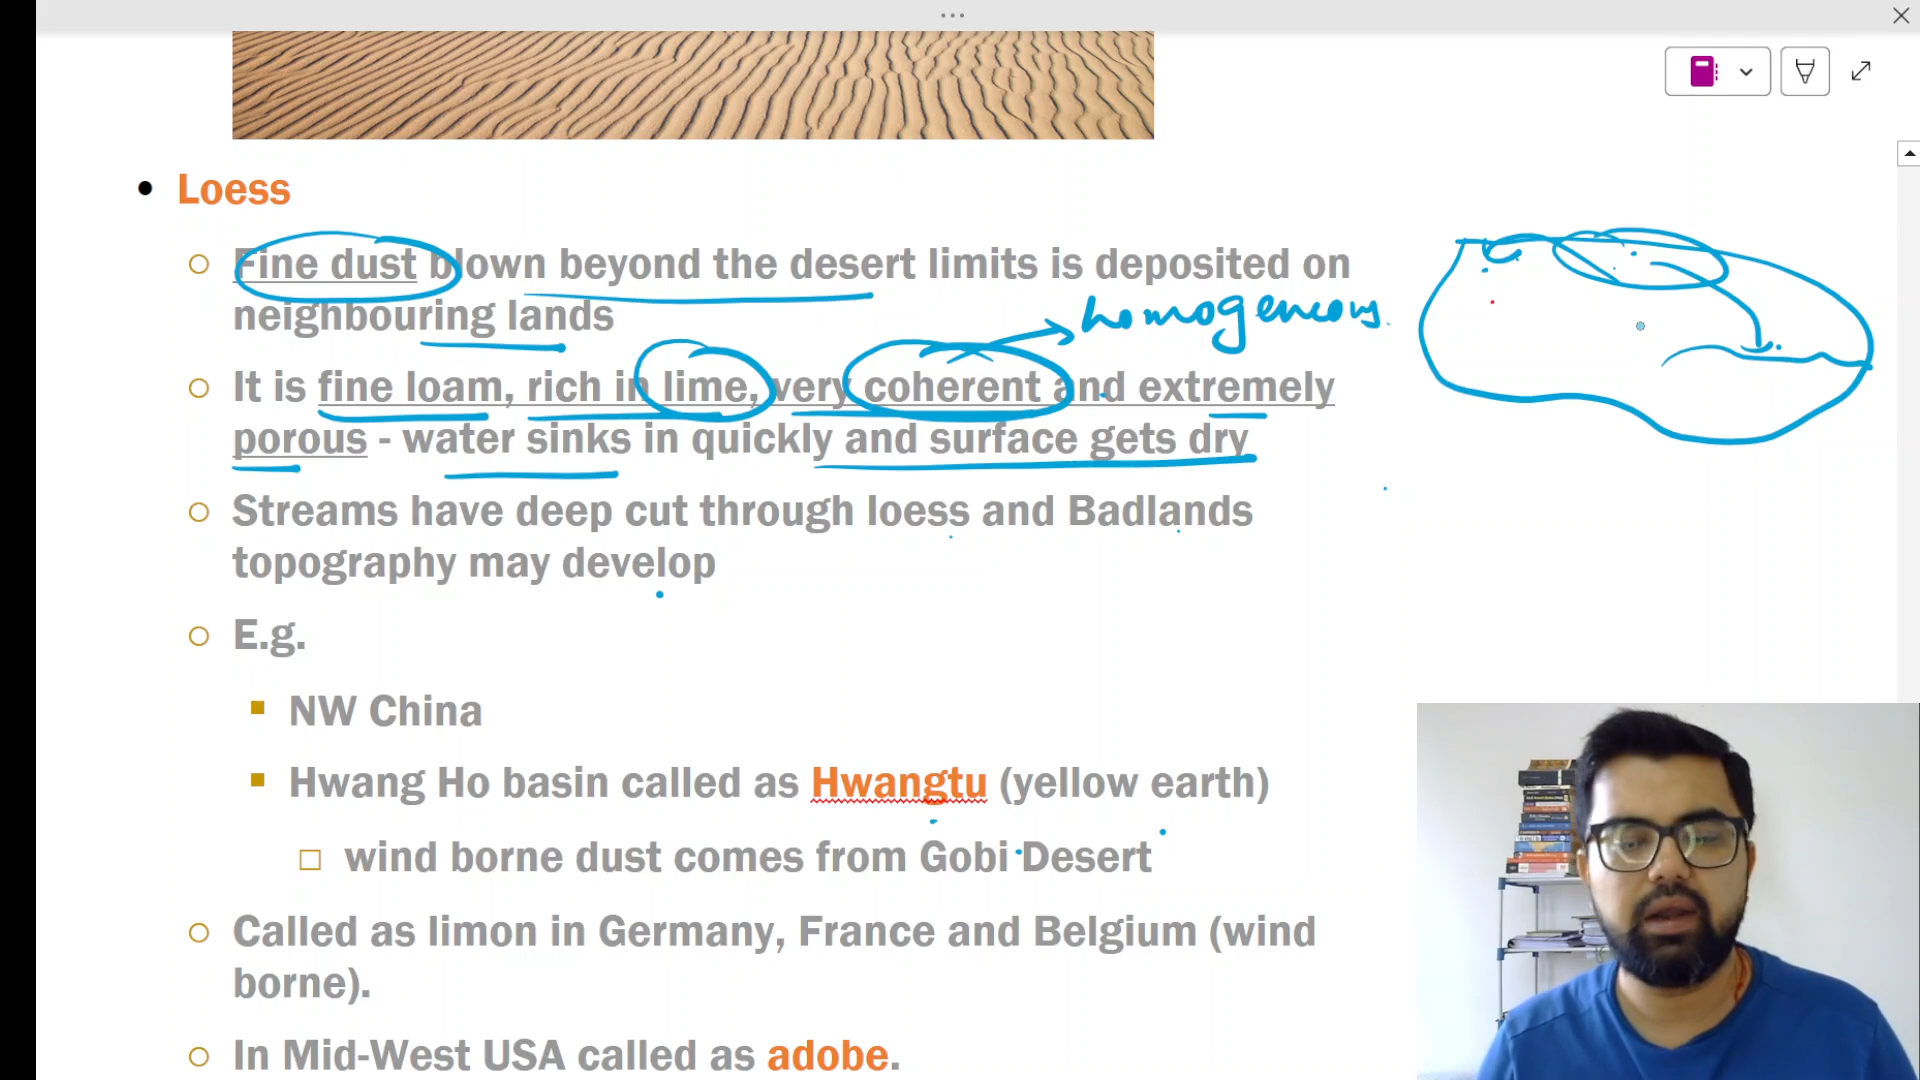 Loess
Fine dust blown beyond the desert limits is deposited on
neighbouring lands
homogeneous.
It is fine loam, rich in lime, very coherent and extremely
porous - water sinks in quickly and surface gets dry
Streams have deep cut through loess and Badlands
topography may develop
E.g.
NW China
Hwang Ho basin called as Hwangtu (yellow earth)
wind borne dust comes from Gobi Desert
Called as limon in Germany, France and Belgium (wind
borne).
In Mid-West USA called as adobe.